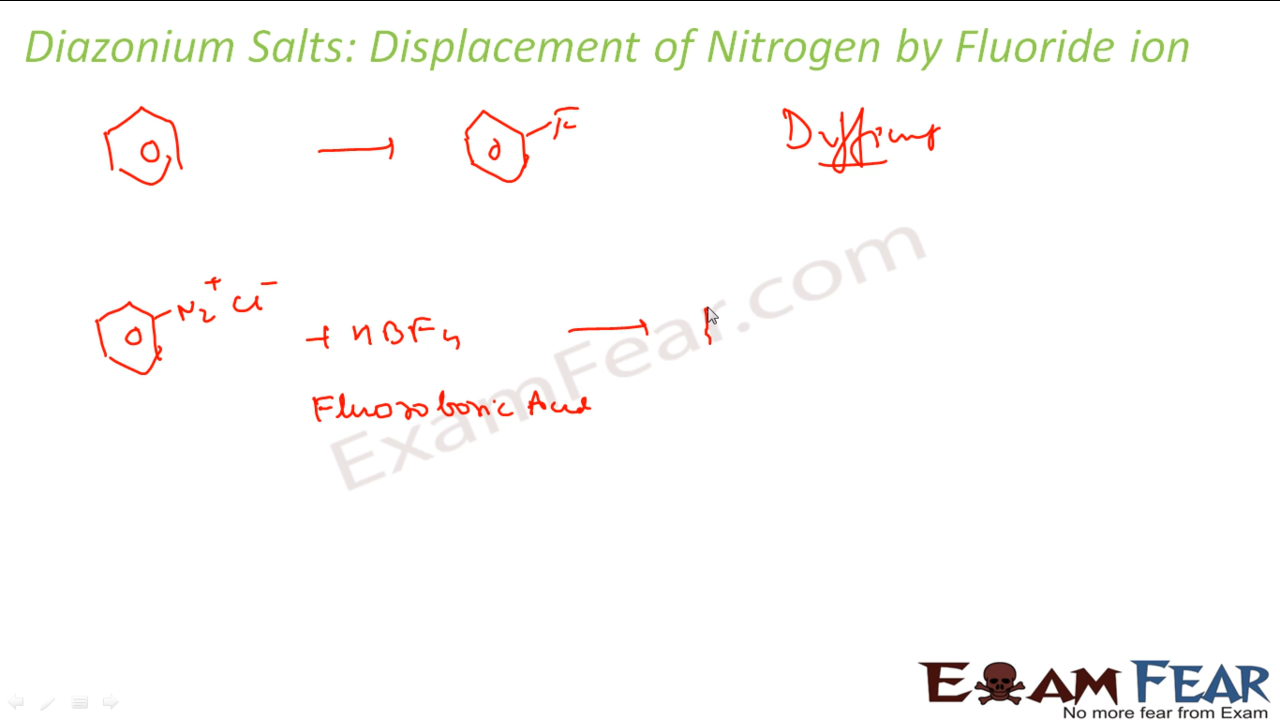 Diazonium Salts: Displacement of Nitrogen by Fluoride ion
F
Difficult
N2+ Cl-
+ HBF4
Fluoroboric Acid
ExamFear.com
EXAM FEAR
No more fear from Exam